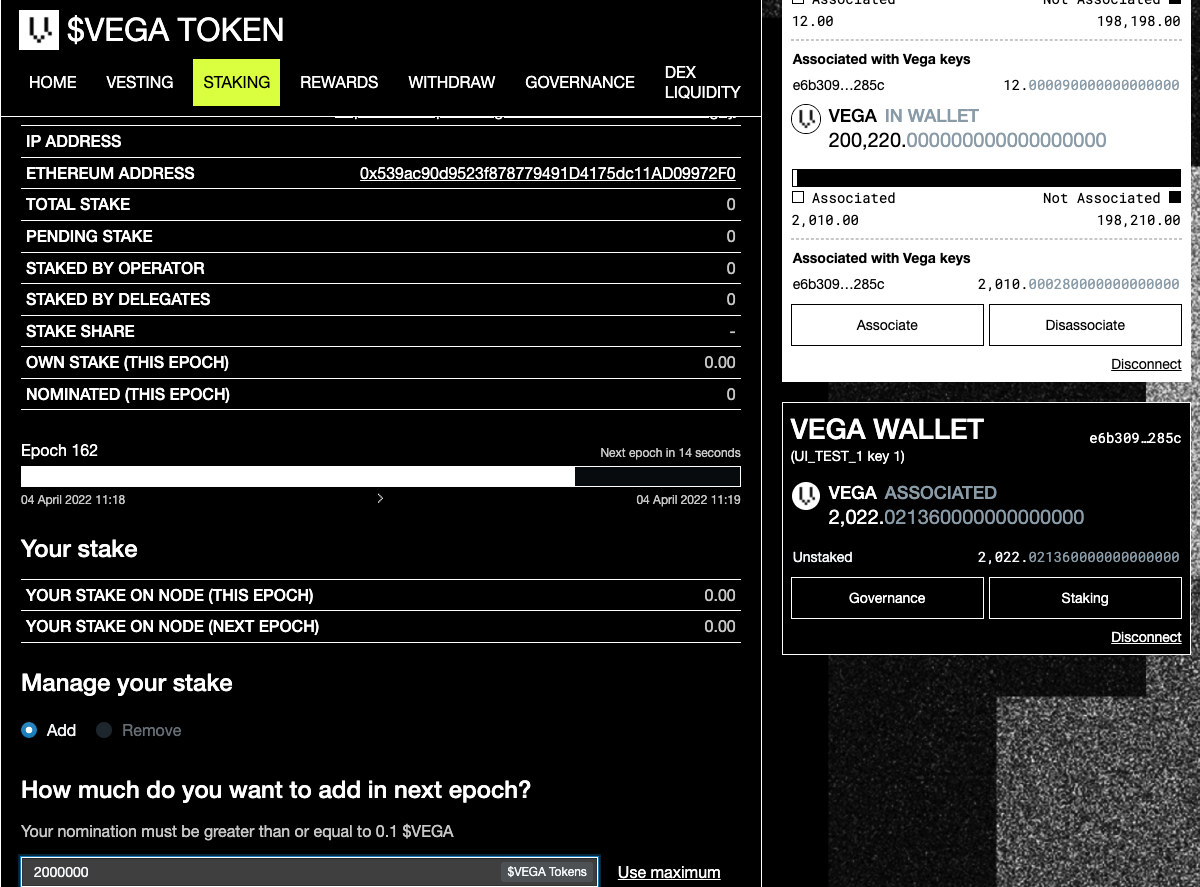 $VEGA TOKEN
HOME VESTING STAKING REWARDS WITHDRAW GOVERNANCE DEX LIQUIDITY
IP ADDRESS
ETHEREUM ADDRESS 0x539ac90d9523f878779491D4175dc11AD09972F0
TOTAL STAKE 0
PENDING STAKE 0
STAKED BY OPERATOR 0
STAKED BY DELEGATES 0
STAKE SHARE -
OWN STAKE (THIS EPOCH) 0.00
NOMINATED (THIS EPOCH) 0
Epoch 162 Next epoch in 14 seconds
04 April 2022 11:18 > 04 April 2022 11:19
Your stake
YOUR STAKE ON NODE (THIS EPOCH) 0.00
YOUR STAKE ON NODE (NEXT EPOCH) 0.00
Manage your stake
Add Remove
How much do you want to add in next epoch?
Your nomination must be greater than or equal to 0.1 $VEGA
2000000 $VEGA Tokens Use maximum
Associated Not Associated
12.00 198,198.00
Associated with Vega keys
e6b309…285c 12.000090000000000000
VEGA IN WALLET
200,220.000000000000000000
Associated Not Associated
2,010.00 198,210.00
Associated with Vega keys
e6b309…285c 2,010.000280000000000000
Associate Disassociate
Disconnect
VEGA WALLET e6b309…285c
(UI_TEST_1 key 1)
VEGA ASSOCIATED
2,022.021360000000000000
Unstaked 2,022.021360000000000000
Governance Staking
Disconnect